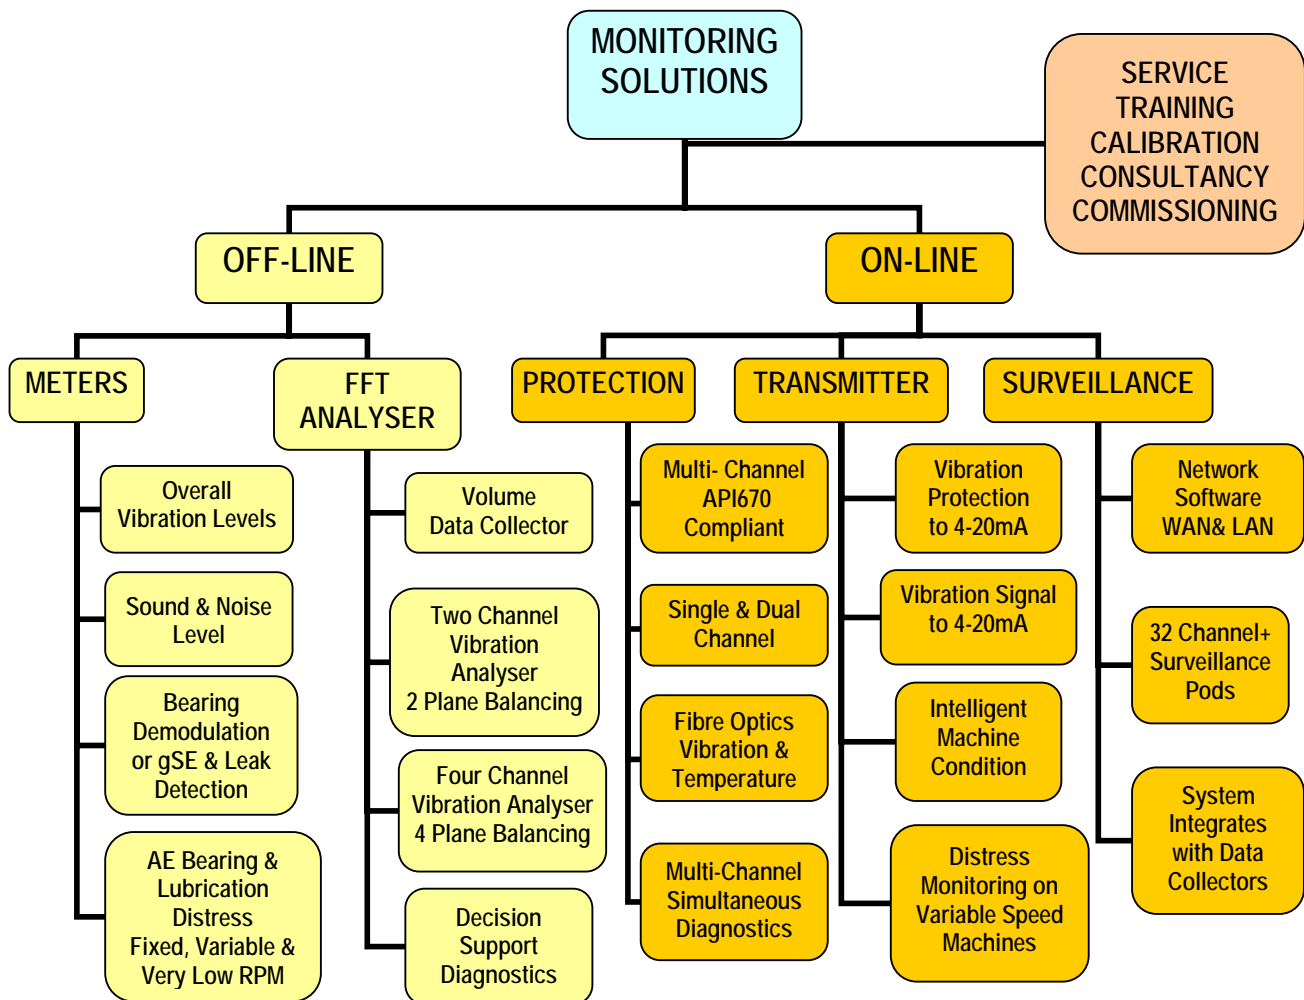 MONITORING
SOLUTIONS
SERVICE
TRAINING
CALIBRATION
CONSULTANCY
COMMISSIONING
OFF-LINE
ON-LINE
METERS
FFT
ANALYSER
PROTECTION
TRANSMITTER
SURVEILLANCE
Overall
Vibration Levels
Sound & Noise
Level
Bearing
Demodulation
or gSE & Leak
Detection
AE Bearing &
Lubrication
Distress
Fixed, Variable &
Very Low RPM
Volume
Data Collector
Two Channel
Vibration
Analyser
2 Plane Balancing
Four Channel
Vibration Analyser
4 Plane Balancing
Decision
Support
Diagnostics
Multi- Channel
API670
Compliant
Single & Dual
Channel
Fibre Optics
Vibration &
Temperature
Multi-Channel
Simultaneous
Diagnostics
Vibration
Protection
to 4-20mA
Vibration Signal
to 4-20mA
Intelligent
Machine
Condition
Distress
Monitoring on
Variable Speed
Machines
Network
Software
WAN& LAN
32 Channel+
Surveillance
Pods
System
Integrates
with Data
Collectors